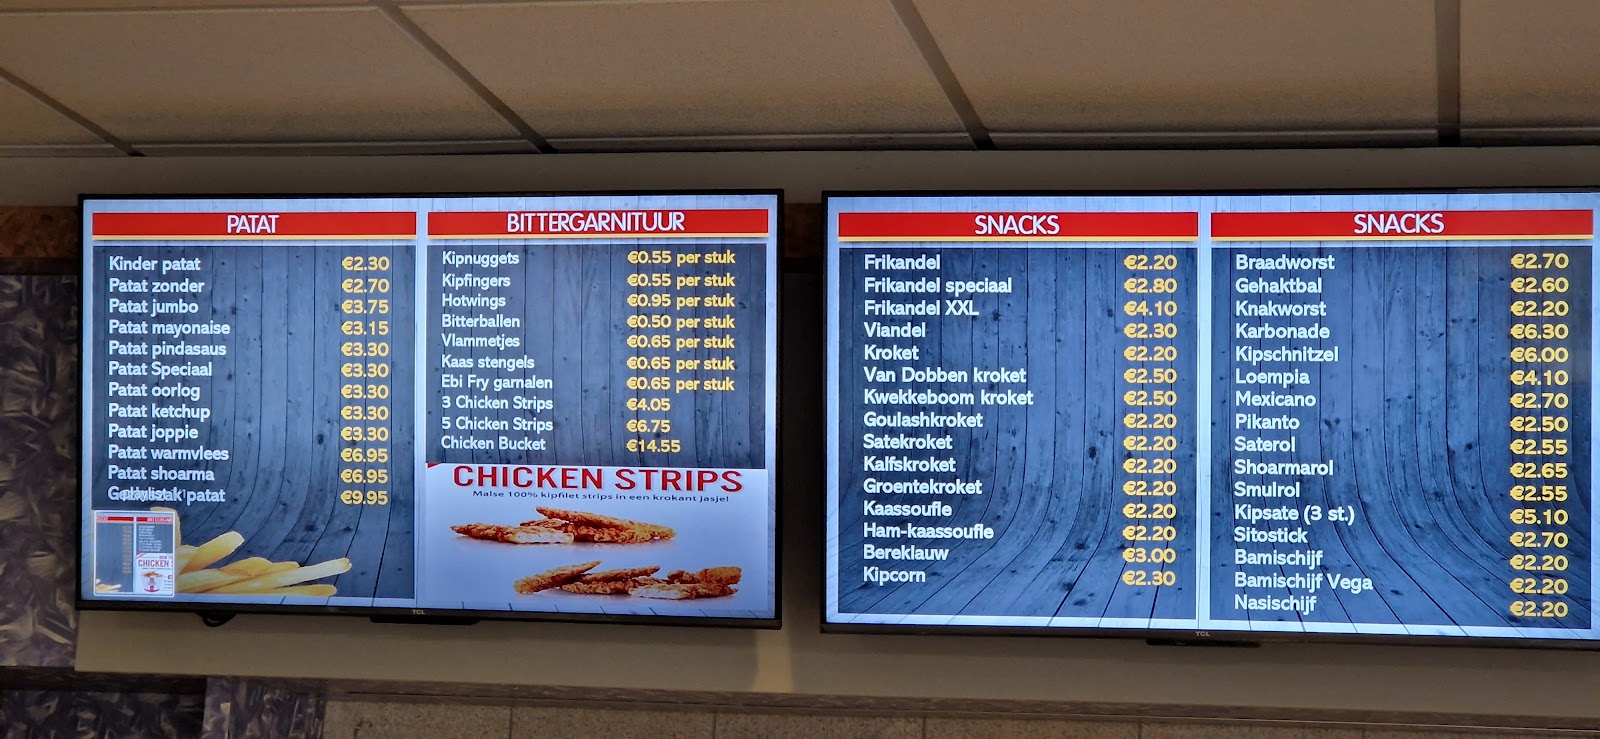 PATAT
Kinder patat €2.30
Patat zonder €2.70
Patat jumbo €3.75
Patat mayonaise €3.15
Patat pindasaus €3.30
Patat Speciaal €3.30
Patat oorlog €3.30
Patat ketchup €3.30
Patat joppie €3.30
Patat warmvlees €6.95
Patat shoarma €6.95
patat €9.95
BITTERGARNITUUR
Kipnuggets €0.55 per stuk
Kipfingers €0.55 per stuk
Hotwings €0.95 per stuk
Bitterballen €0.50 per stuk
Vlammetjes €0.65 per stuk
Kaas stengels €0.65 per stuk
Ebi Fry garnalen €0.65 per stuk
3 Chicken Strips €4.05
5 Chicken Strips €6.75
Chicken Bucket €14.55
CHICKEN STRIPS
Malse 100% kipfilet strips in een krokant jasje!
CHICKEN
TCL
SNACKS
Frikandel €2.20
Frikandel speciaal €2.80
Frikandel XXL €4.10
Viandel €2.30
Kroket €2.20
Van Dobben kroket €2.50
Kwekkeboom kroket €2.50
Goulashkroket €2.20
Satekroket €2.20
Kalfskroket €2.20
Groentekroket €2.20
Kaassoufle €2.20
Ham-kaassoufle €2.20
Bereklauw €3.00
Kipcorn €2.30
SNACKS
Braadworst €2.70
Gehaktbal €2.60
Knakworst €2.20
Karbonade €6.30
Kipschnitzel €6.00
Loempia €4.10
Mexicano €2.70
Pikanto €2.50
Saterol €2.55
Shoarmarol €2.65
Smulrol €2.55
Kipsate (3 st.) €5.10
Sitostick €2.70
Bamischijf €2.20
Bamischijf Vega €2.20
Nasischijf €2.20
TCL